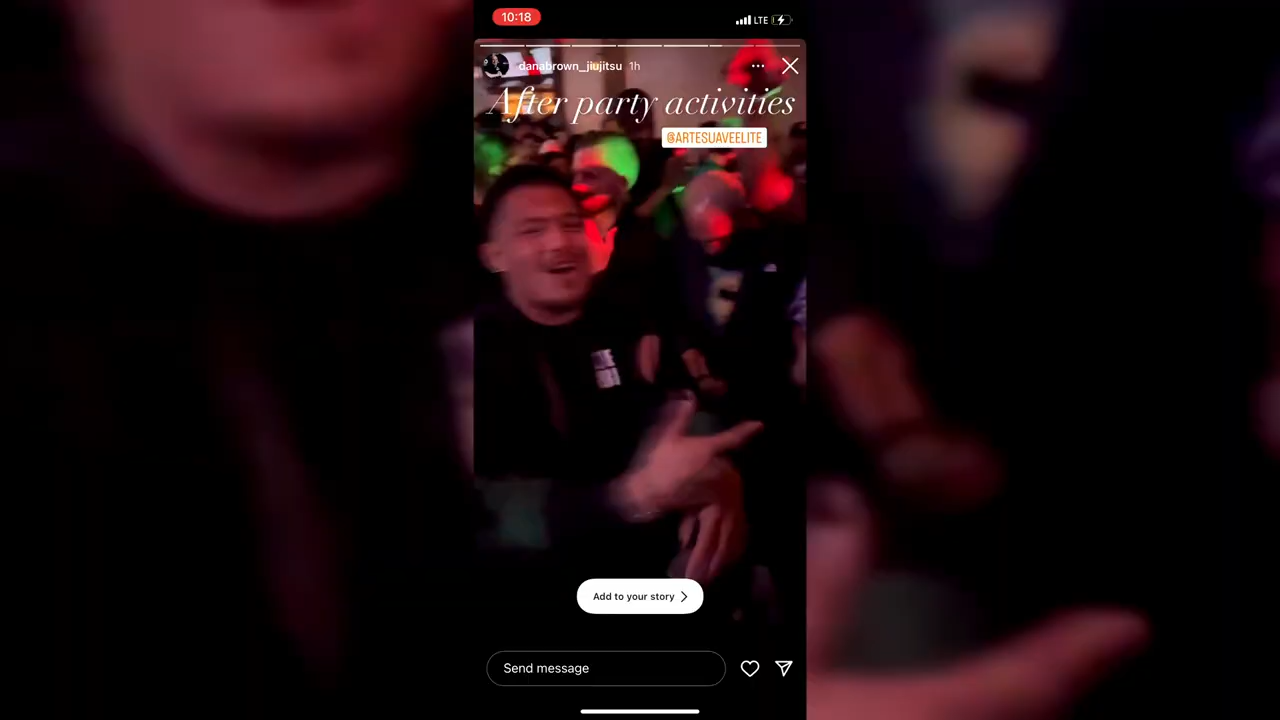 10:18
LTE
danabrown_jiujitsu 1h
After party activities
@ARTESUAVEELITE
Add to your story
Send message